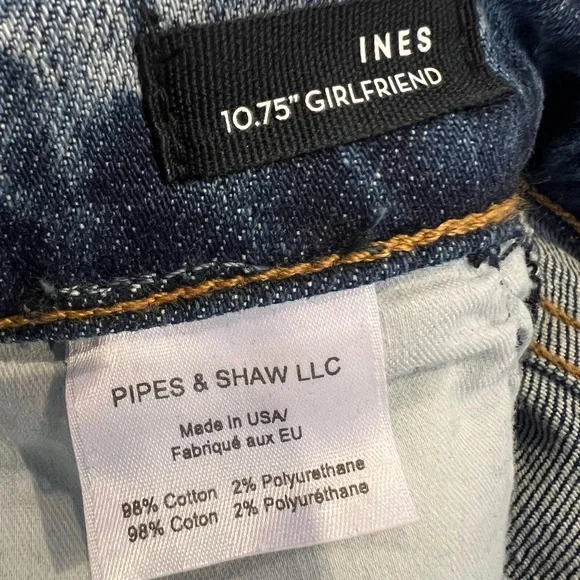 INES
10.75" GIRLFRIEND
PIPES & SHAW LLC
Made in USA/
Fabriqué aux EU
98% Cotton 2% Polyurethane
98% Coton 2% Polyuréthane